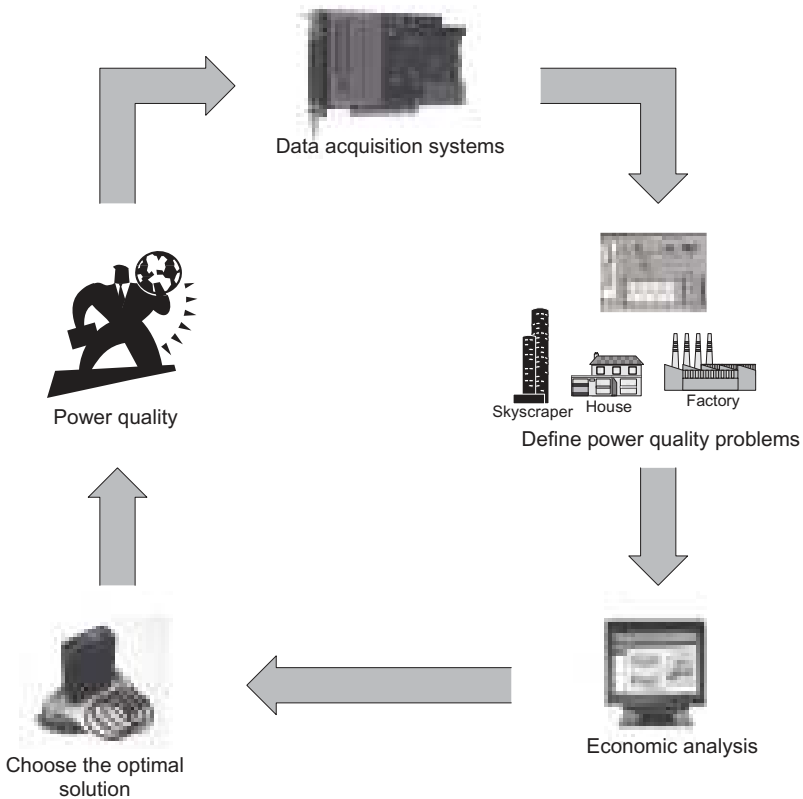 Data acquisition systems
Power quality
Skyscraper
House
Factory
Define power quality problems
Economic analysis
Choose the optimal
solution